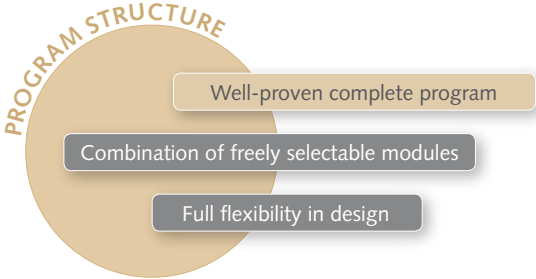 PROGRAM STRUCTURE
Well-proven complete program
Combination of freely selectable modules
Full flexibility in design